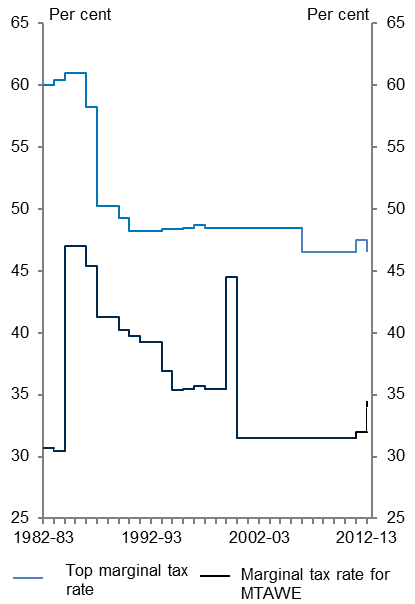 Per cent Per cent
65 65
60 60
55 55
50 50
45 45
40 40
35 35
30 30
25 25
1982-83 1992-93 2002-03 2012-13
Top marginal tax rate
Marginal tax rate for MTAWE